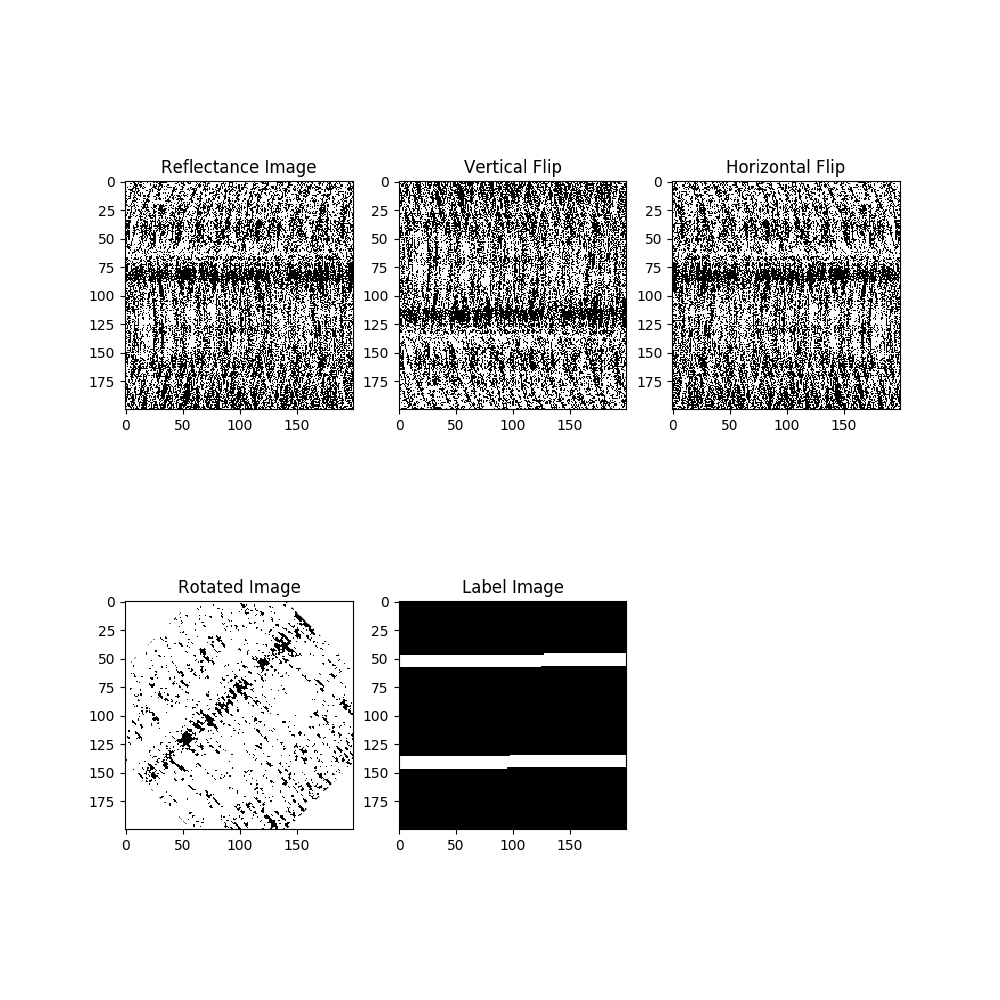 Reflectance Image Vertical Flip Horizontal Flip
0 0 0
25 25 25
50 50 50
75 75 75
100 100 100
125 125 125
150 150 150
175 175 175
0 50 100 150 0 50 100 150 0 50 100 150
Rotated Image Label Image
0 0
25 25
50 50
75 75
100 100
125 125
150 150
175 175
0 50 100 150 0 50 100 150